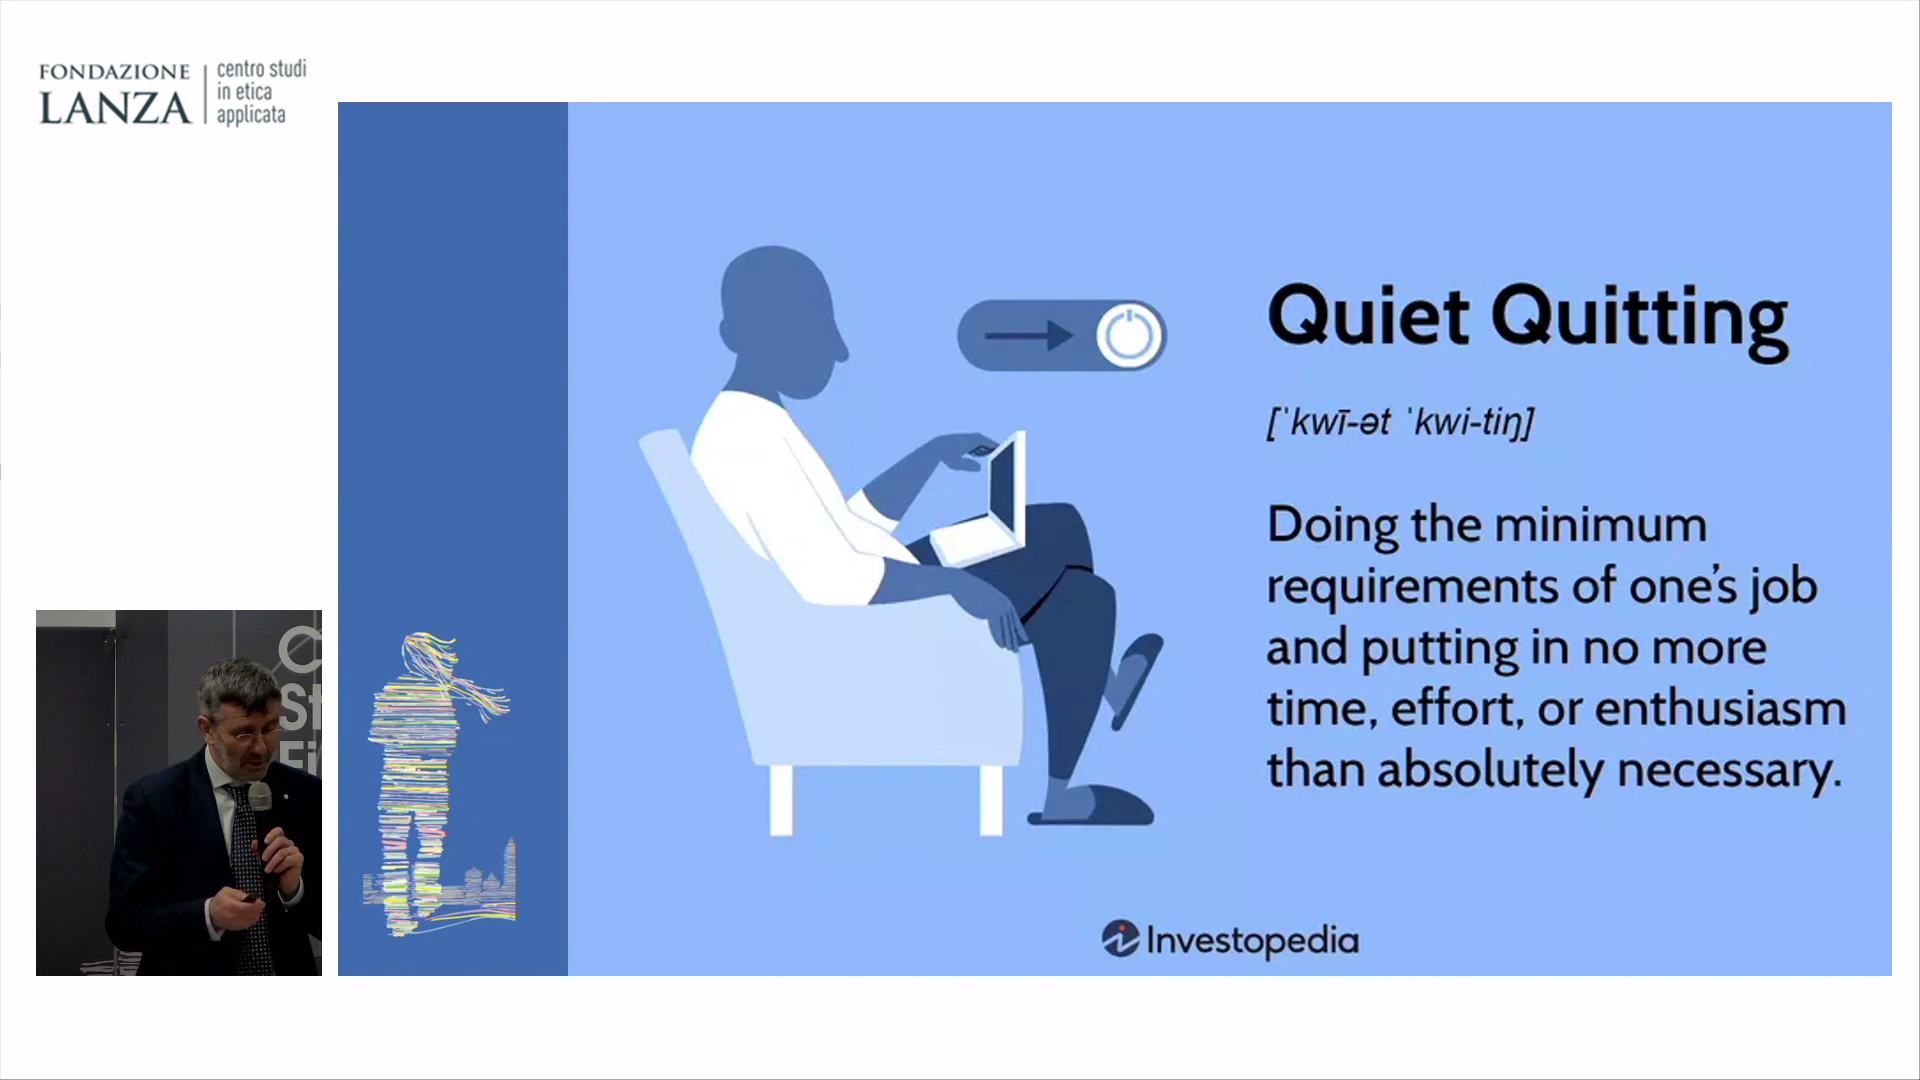 FONDAZIONE
LANZA
centro studi
in etica
applicata
Quiet Quitting
[ˈkwī-ət ˈkwi-tiŋ]
Doing the minimum
requirements of one’s job
and putting in no more
time, effort, or enthusiasm
than absolutely necessary.
Investopedia